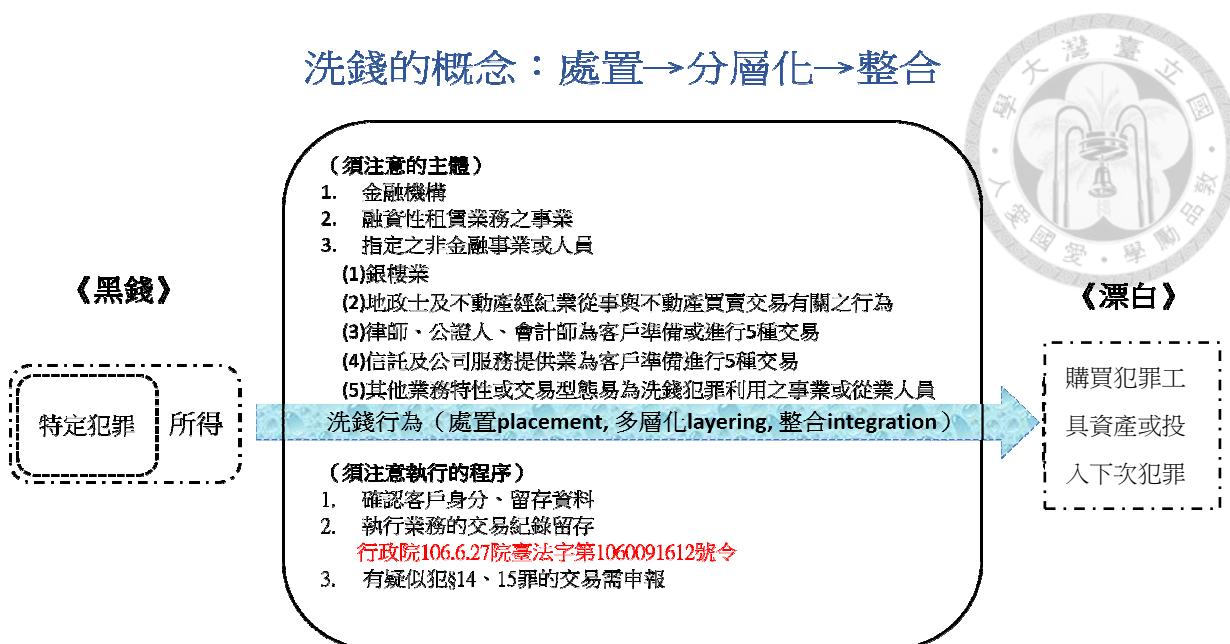 洗錢的概念：處置→分層化→整合
臺灣大學
國立
愛國愛人．敦品勵學
（須注意的主體）
1. 金融機構
2. 融資性租賃業務之事業
3. 指定之非金融事業或人員
(1)銀樓業
(2)地政士及不動產經紀業從事與不動產買賣交易有關之行為
(3)律師、公證人、會計師為客戶準備或進行5種交易
(4)信託及公司服務提供業為客戶準備進行5種交易
(5)其他業務特性或交易型態易為洗錢犯罪利用之事業或從業人員
《黑錢》
特定犯罪
所得
洗錢行為（處置placement, 多層化layering, 整合integration）
（須注意執行的程序）
1. 確認客戶身分、留存資料
2. 執行業務的交易紀錄留存
行政院106.6.27院臺法字第1060091612號令
3. 有疑似犯§14、15罪的交易需申報
《漂白》
購買犯罪工
具資產或投
入下次犯罪